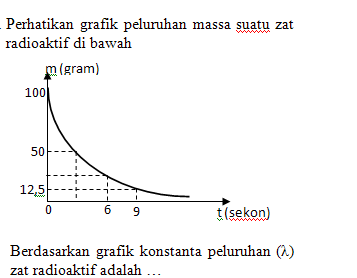 . Perhatikan grafik peluruhan massa suatu zat
radioaktif di bawah
m (gram)
100
50
12,5
0 6 9 t (sekon)
Berdasarkan grafik konstanta peluruhan (λ)
zat radioaktif adalah …